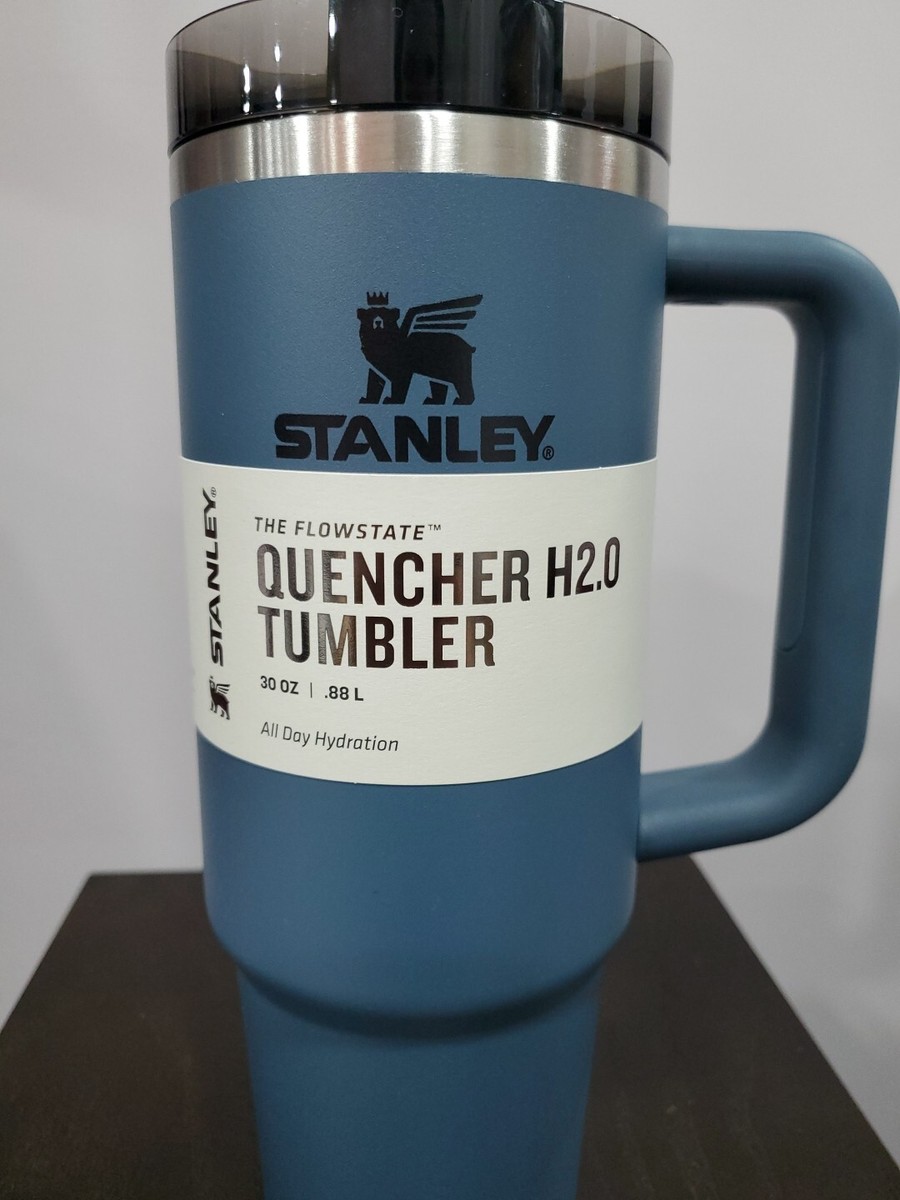 STANLEY®
STANLEY®
THE FLOWSTATE™
QUENCHER H2.0
TUMBLER
30 OZ | .88 L
All Day Hydration